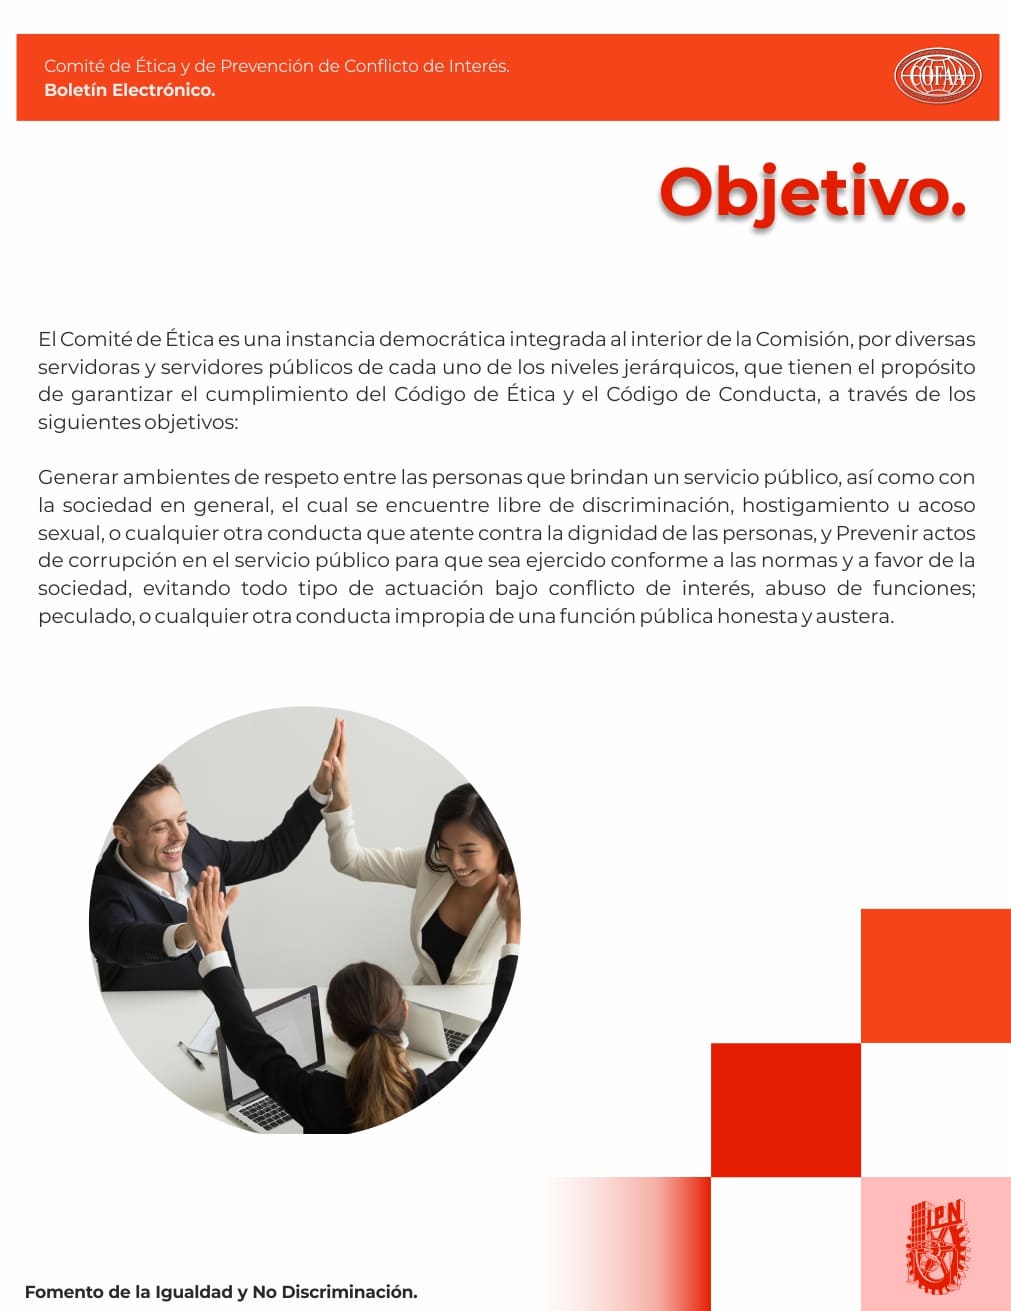 Comité de Ética y de Prevención de Conflicto de Interés.
Boletín Electrónico.
COFAA
Objetivo.
El Comité de Ética es una instancia democrática integrada al interior de la Comisión, por diversas
servidoras y servidores públicos de cada uno de los niveles jerárquicos, que tienen el propósito
de garantizar el cumplimiento del Código de Ética y el Código de Conducta, a través de los
siguientes objetivos:
Generar ambientes de respeto entre las personas que brindan un servicio público, así como con
la sociedad en general, el cual se encuentre libre de discriminación, hostigamiento u acoso
sexual, o cualquier otra conducta que atente contra la dignidad de las personas, y Prevenir actos
de corrupción en el servicio público para que sea ejercido conforme a las normas y a favor de la
sociedad, evitando todo tipo de actuación bajo conflicto de interés, abuso de funciones;
peculado, o cualquier otra conducta impropia de una función pública honesta y austera.
IPN
Fomento de la Igualdad y No Discriminación.